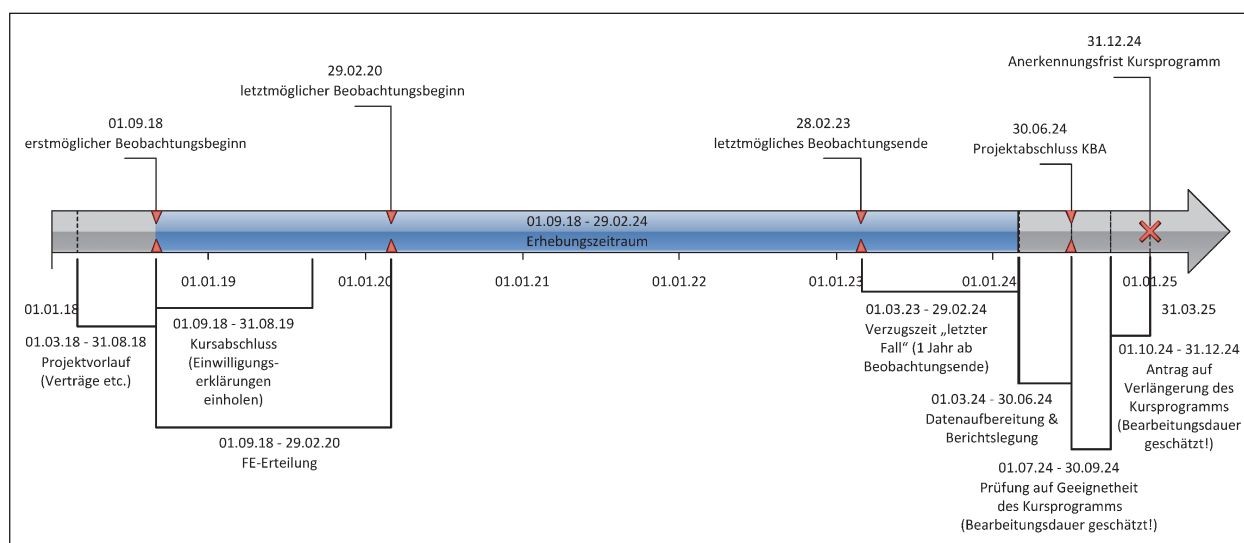 31.12.24
Anerkennungsfrist Kursprogramm
29.02.20
letztmöglicher Beobachtungsbeginn
01.09.18
erstmöglicher Beobachtungsbeginn
28.02.23
letztmögliches Beobachtungsende
30.06.24
Projektabschluss KBA
01.09.18 - 29.02.24
Erhebungszeitraum
01.01.18
01.01.19
01.01.20
01.01.21
01.01.22
01.01.23
01.01.24
01.01.25
31.03.25
01.03.18 - 31.08.18
Projektvorlauf
(Verträge etc.)
01.09.18 - 31.08.19
Kursabschluss
(Einwilligungs-
erklärungen
einholen)
01.09.18 - 29.02.20
FE-Erteilung
01.03.23 - 29.02.24
Verzugszeit „letzter
Fall“ (1 Jahr ab
Beobachtungsende)
01.03.24 - 30.06.24
Datenaufbereitung &
Berichtslegung
01.07.24 - 30.09.24
Prüfung auf Geeignetheit
des Kursprogramms
(Bearbeitungsdauer geschätzt!)
01.10.24 - 31.12.24
Antrag auf
Verlängerung des
Kursprogramms
(Bearbeitungsdauer
geschätzt!)